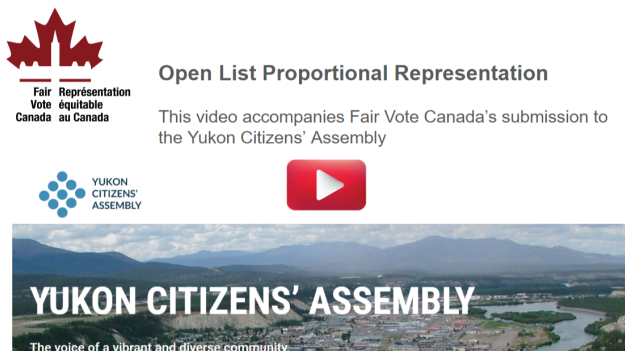 Fair Représentation
Vote équitable
Canada au Canada
Open List Proportional Representation
This video accompanies Fair Vote Canada's submission to
the Yukon Citizens' Assembly
YUKON
CITIZENS'
ASSEMBLY
YUKON CITIZENS' ASSEMBLY
The voice of a vibrant and diverse community